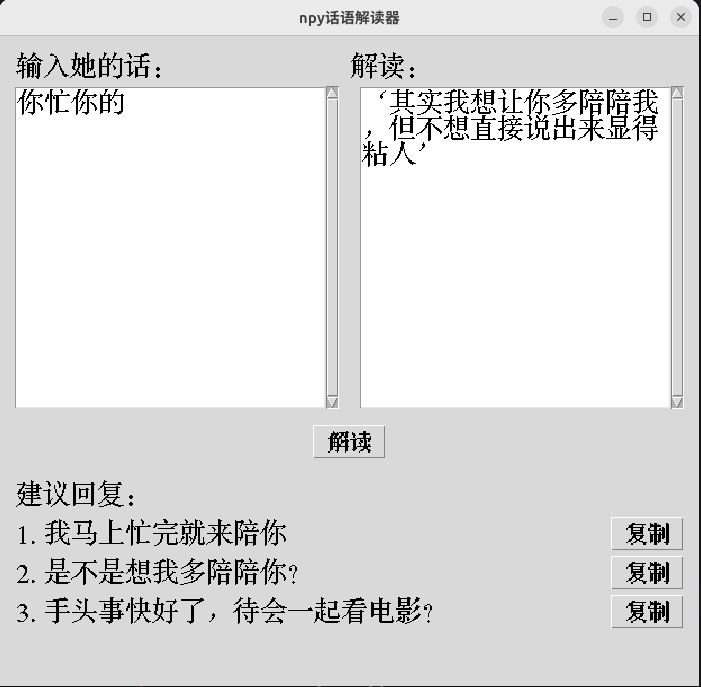 npy话语解读器
输入她的话：
解读：
你忙你的
‘其实我想让你多陪陪我
，但不想直接说出来显得
粘人’
解读
建议回复：
1. 我马上忙完就来陪你
复制
2. 是不是想我多陪陪你?
复制
3. 手头事快好了，待会一起看电影?
复制